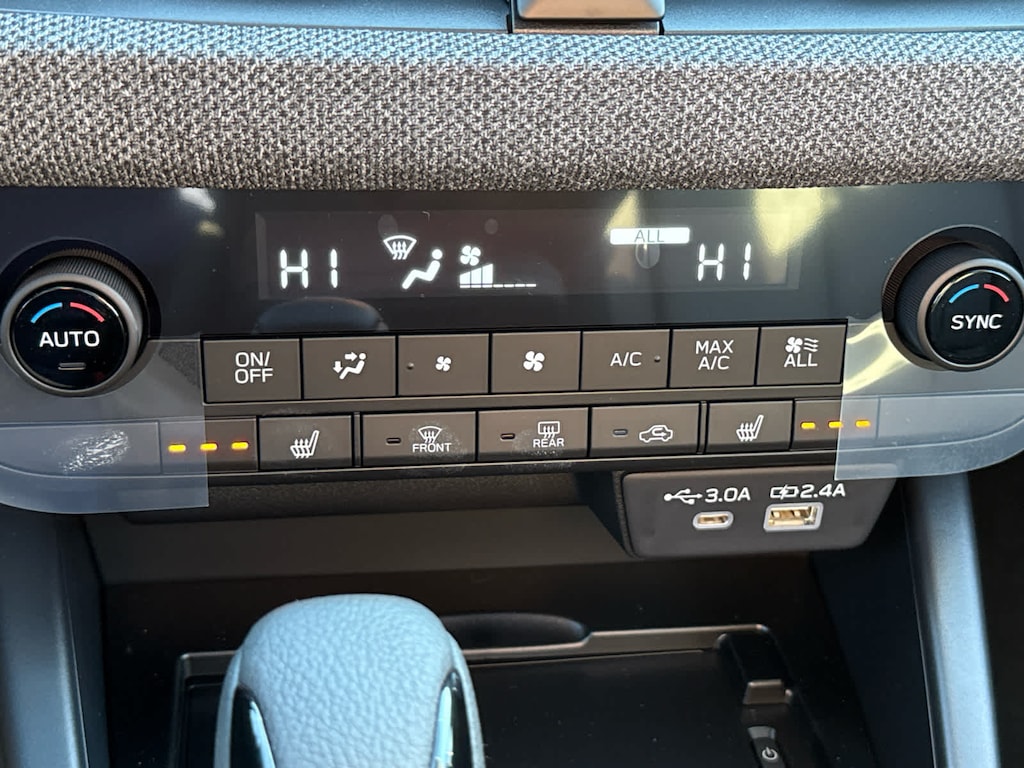 HI
ALL
HI
AUTO
SYNC
ON/
OFF
A/C
MAX
A/C
ALL
FRONT
REAR
3.0A
2.4A